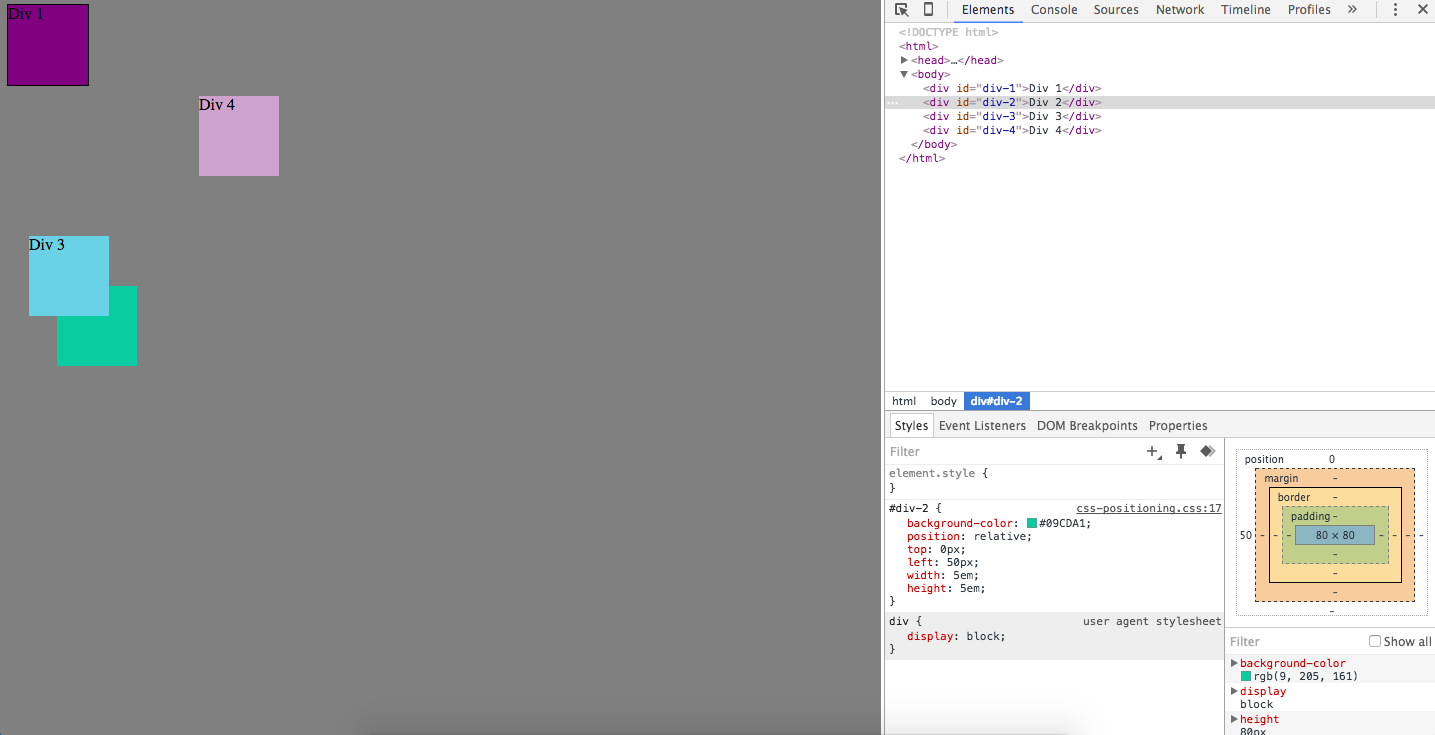 Div 1
Div 4
Div 3
Elements Console Sources Network Timeline Profiles »
<!DOCTYPE html>
<html>
▶<head>…</head>
▼<body>
<div id="div-1">Div 1</div>
<div id="div-2">Div 2</div>
<div id="div-3">Div 3</div>
<div id="div-4">Div 4</div>
</body>
</html>
html body div#div-2
Styles Event Listeners DOM Breakpoints Properties
Filter
element.style {
}
#div-2 { css-positioning.css:17
background-color: #09CDA1;
position: relative;
top: 0px;
left: 50px;
width: 5em;
height: 5em;
}
div { user agent stylesheet
display: block;
}
position 0
margin -
border -
padding -
50 - - - 80 × 80 - - - -
-
-
-
-
Filter Show all
▶background-color
rgb(9, 205, 161)
▶display
block
▶height
80px